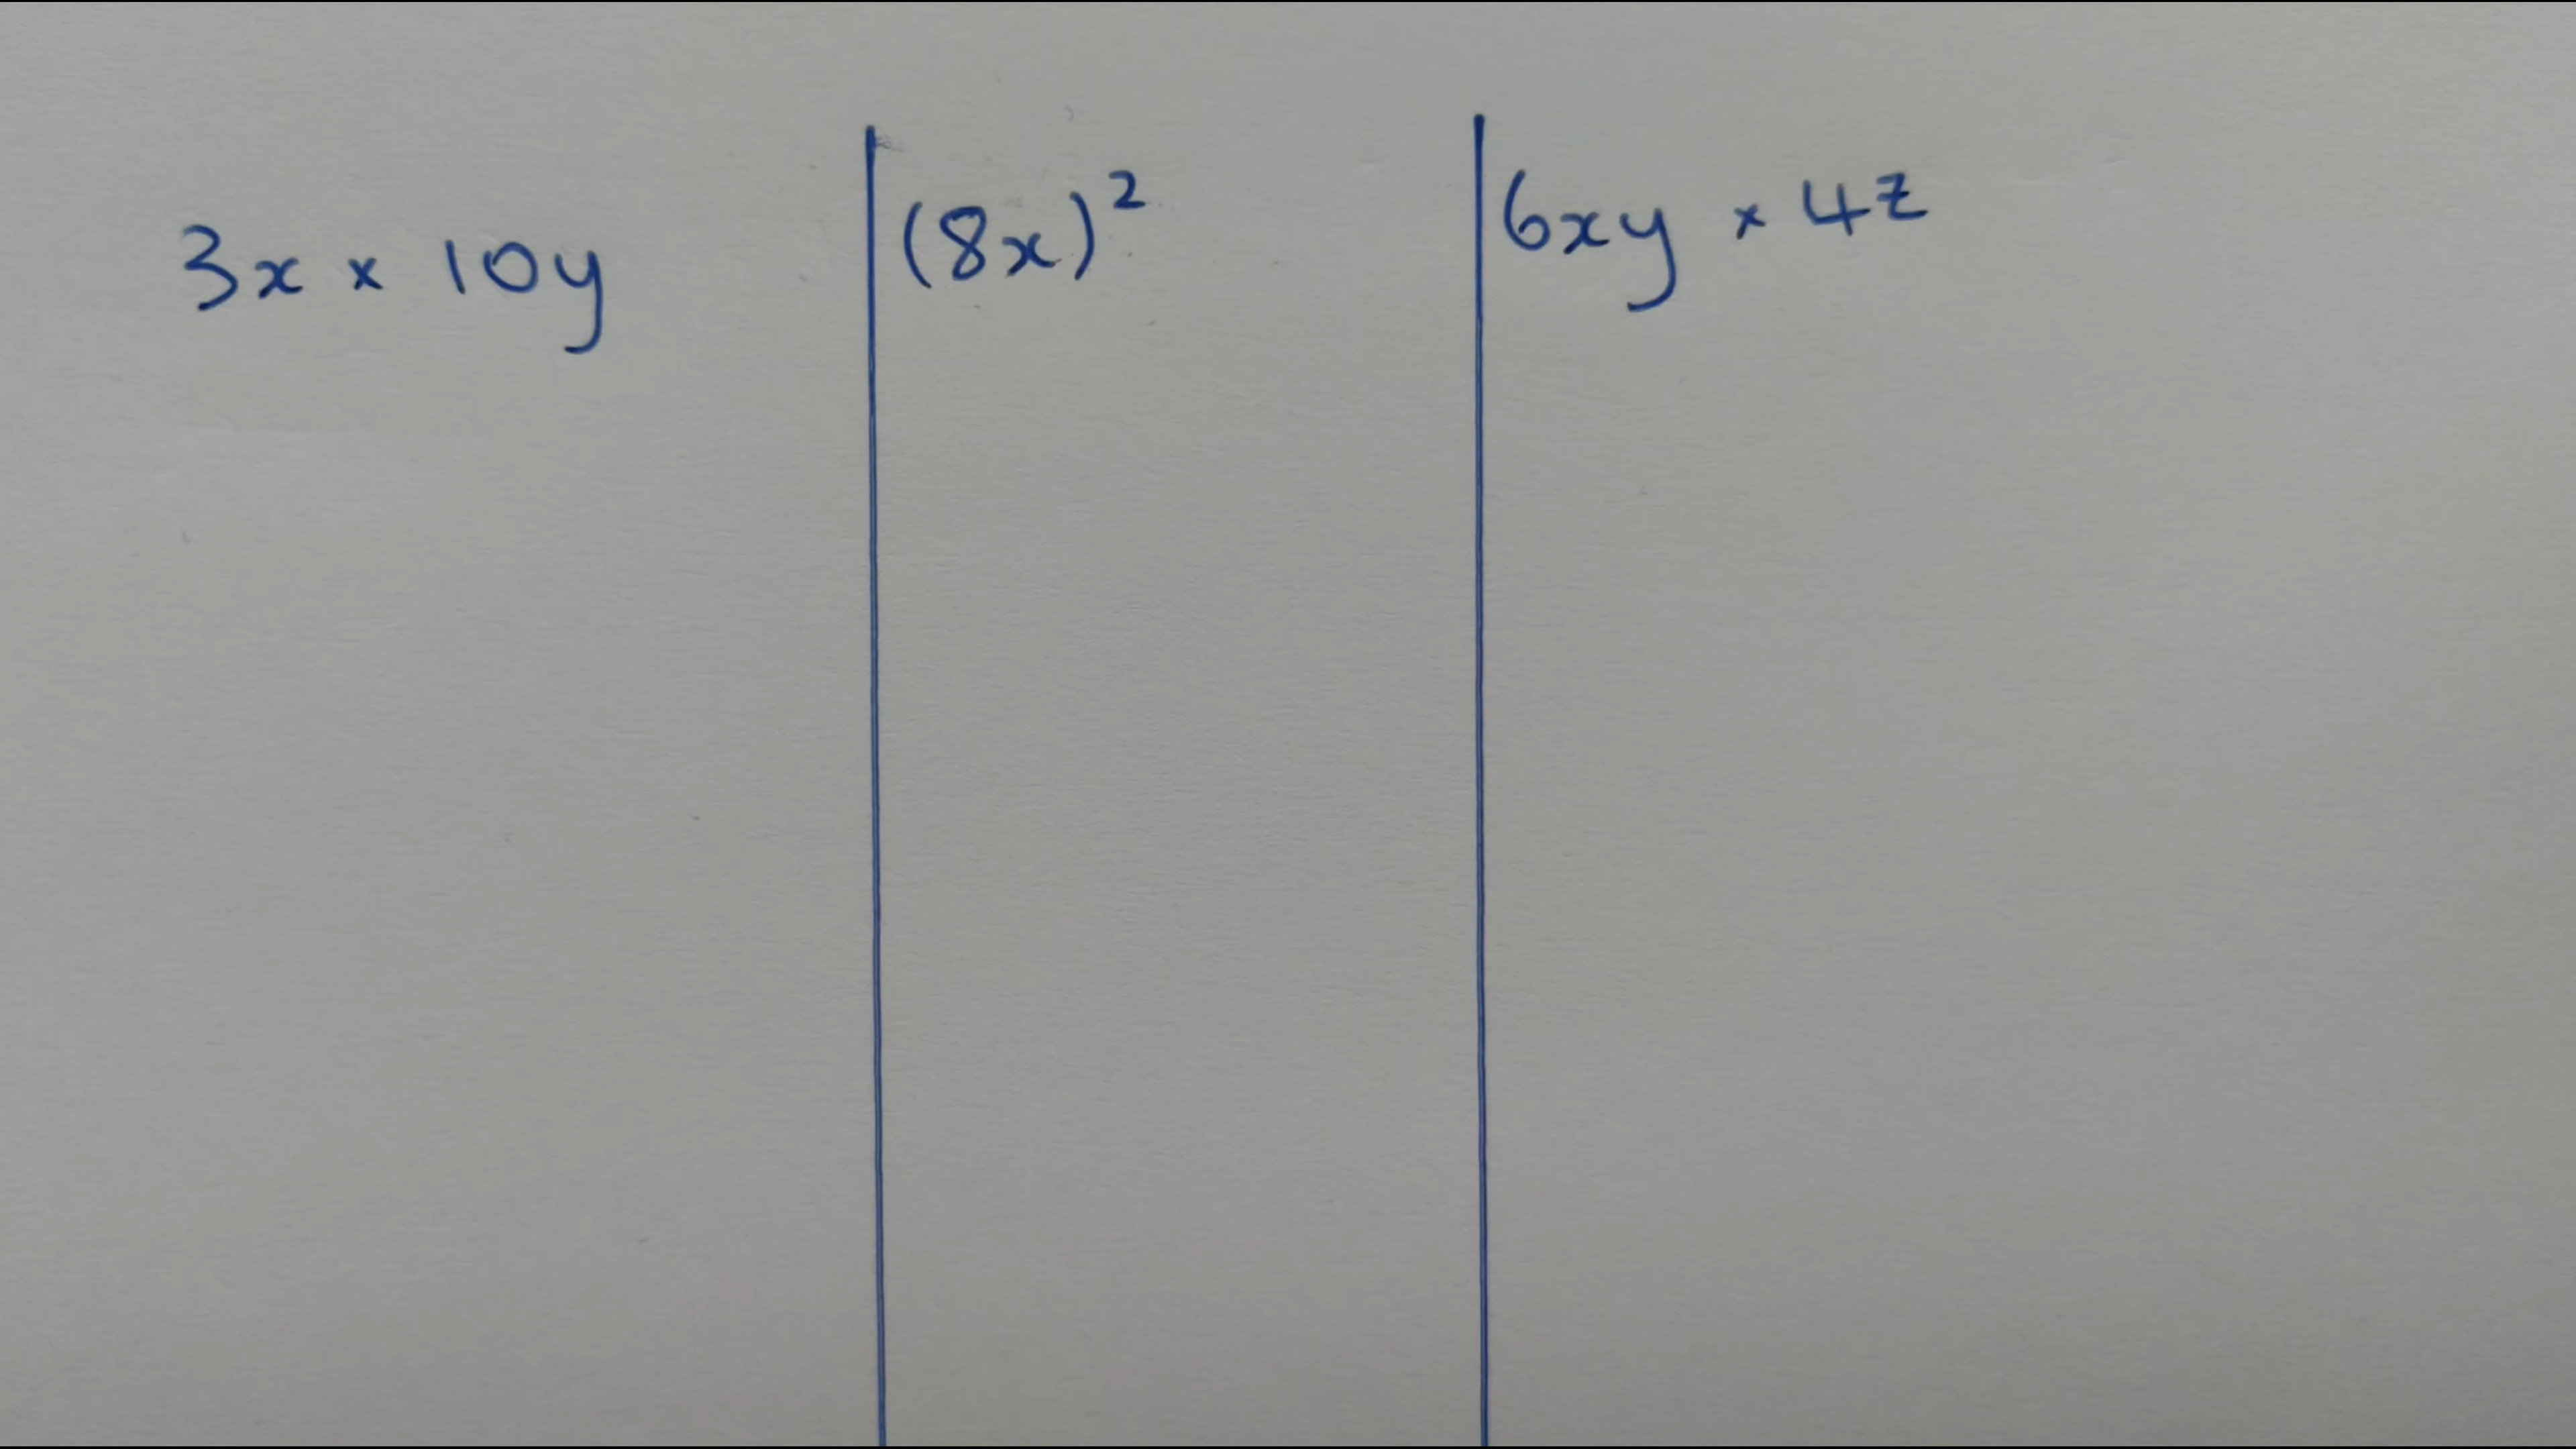 3x × 10y
(8x)²
6xy × 4z